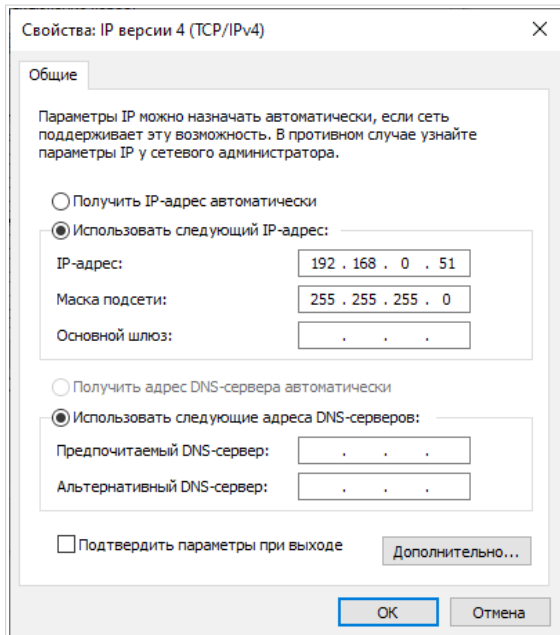 Свойства: IP версии 4 (TCP/IPv4)
Общие
Параметры IP можно назначать автоматически, если сеть
поддерживает эту возможность. В противном случае узнайте
параметры IP у сетевого администратора.
Получить IP-адрес автоматически
Использовать следующий IP-адрес:
IP-адрес: 192 . 168 . 0 . 51
Маска подсети: 255 . 255 . 255 . 0
Основной шлюз: . . .
Получить адрес DNS-сервера автоматически
Использовать следующие адреса DNS-серверов:
Предпочитаемый DNS-сервер: . . .
Альтернативный DNS-сервер: . . .
Подтвердить параметры при выходе
Дополнительно...
ОК Отмена